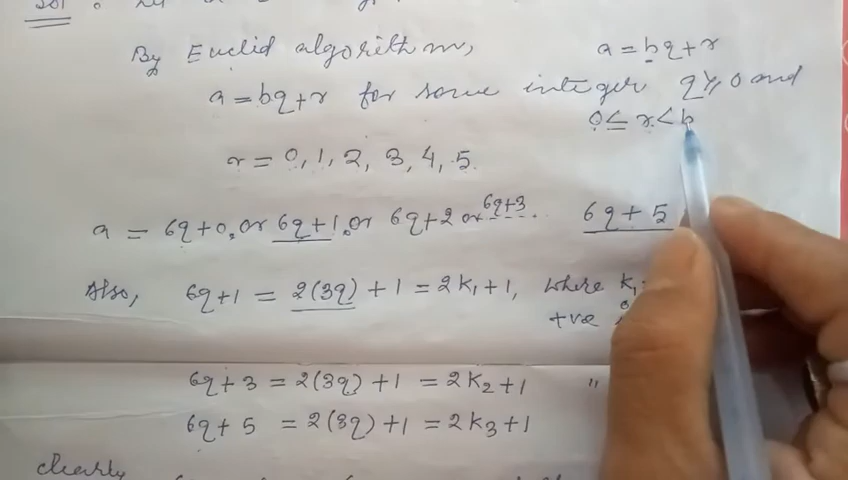 By Euclid algorithm, a = bq+r
a = bq+r for some integer q ≥ 0 and
0 ≤ r < b
r = 0, 1, 2, 3, 4, 5.
a = 6q+0, or 6q+1, or 6q+2 or 6q+3 ---- 6q+5
Also, 6q+1 = 2(3q)+1 = 2k₁+1, where k₁
+ve
6q+3 = 2(3q)+1 = 2k₂+1 "
6q+5 = 2(3q)+1 = 2k₃+1
clearly